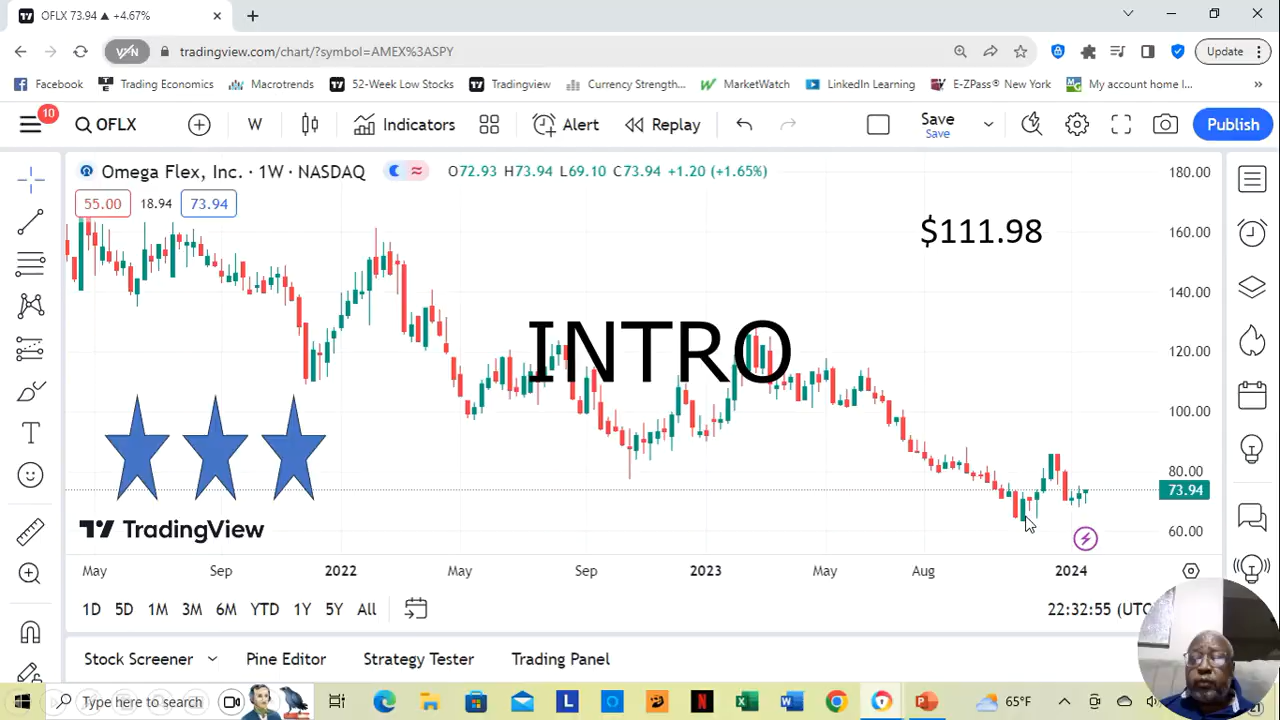 OFLX 73.94 ▲ +4.67%
VPN
tradingview.com/chart/?symbol=AMEX%3ASPY
Update
Facebook
Trading Economics
Macrotrends
52-Week Low Stocks
Tradingview
Currency Strength...
MarketWatch
LinkedIn Learning
E-ZPass® New York
My account home l...
»
10
OFLX
W
Indicators
Alert
Replay
Save
Save
Publish
Omega Flex, Inc. · 1W · NASDAQ
O72.93 H73.94 L69.10 C73.94 +1.20 (+1.65%)
55.00
18.94
73.94
$111.98
INTRO
180.00
160.00
140.00
120.00
100.00
80.00
73.94
60.00
TradingView
May
Sep
2022
May
Sep
2023
May
Aug
2024
1D
5D
1M
3M
6M
YTD
1Y
5Y
All
22:32:55 (UTC
Stock Screener
Pine Editor
Strategy Tester
Trading Panel
Type here to search
65°F